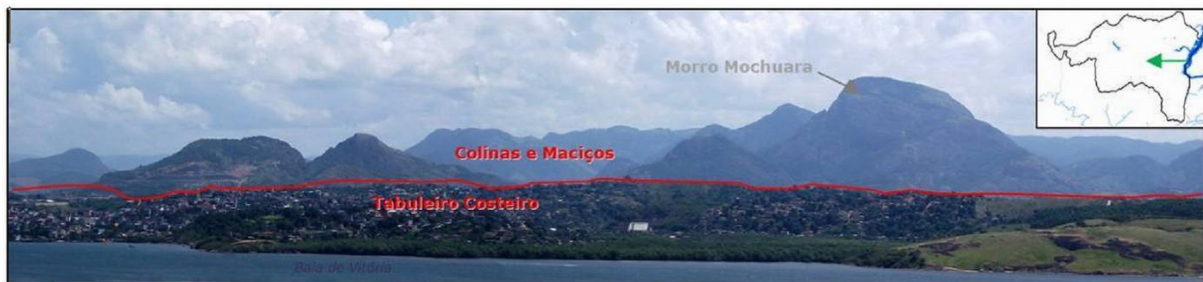 Morro Mochuara
Colinas e Maciços
Tabuleiro Costeiro
Baía de Vitória